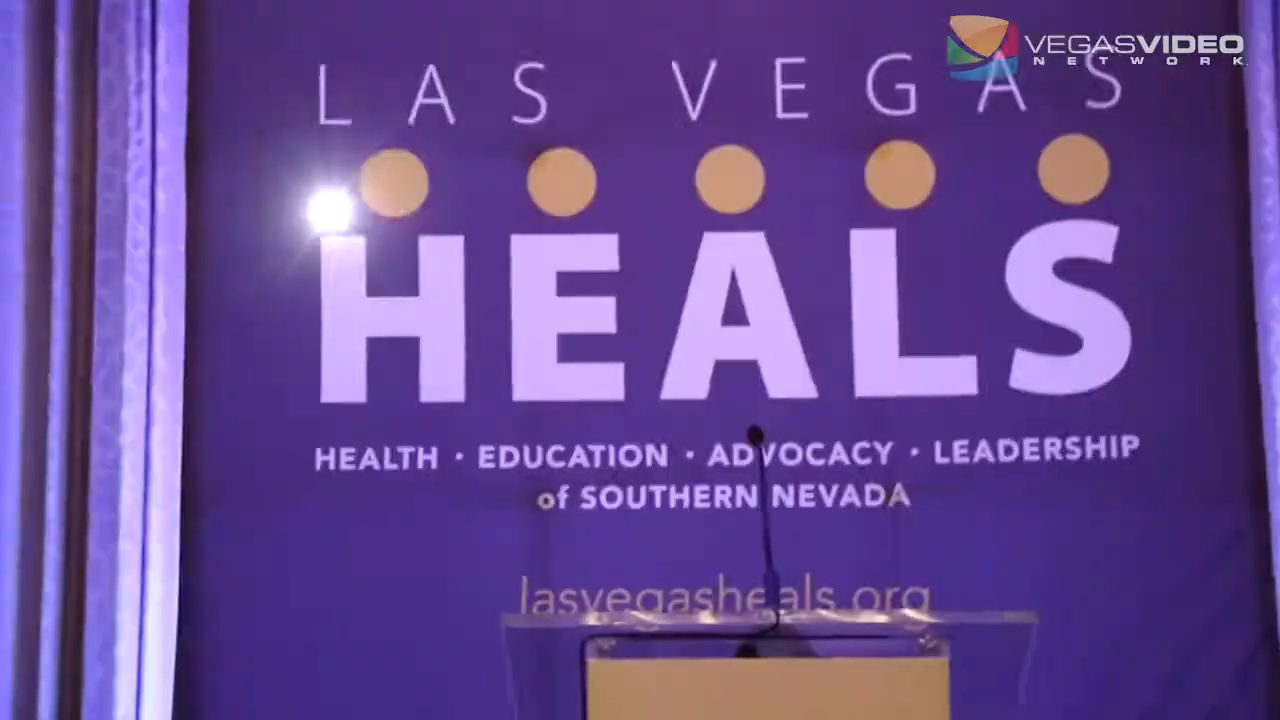 VEGASVIDEO
NETWORK
LAS VEGAS
HEALS
HEALTH · EDUCATION · ADVOCACY · LEADERSHIP
of SOUTHERN NEVADA
lasvegasheals.org